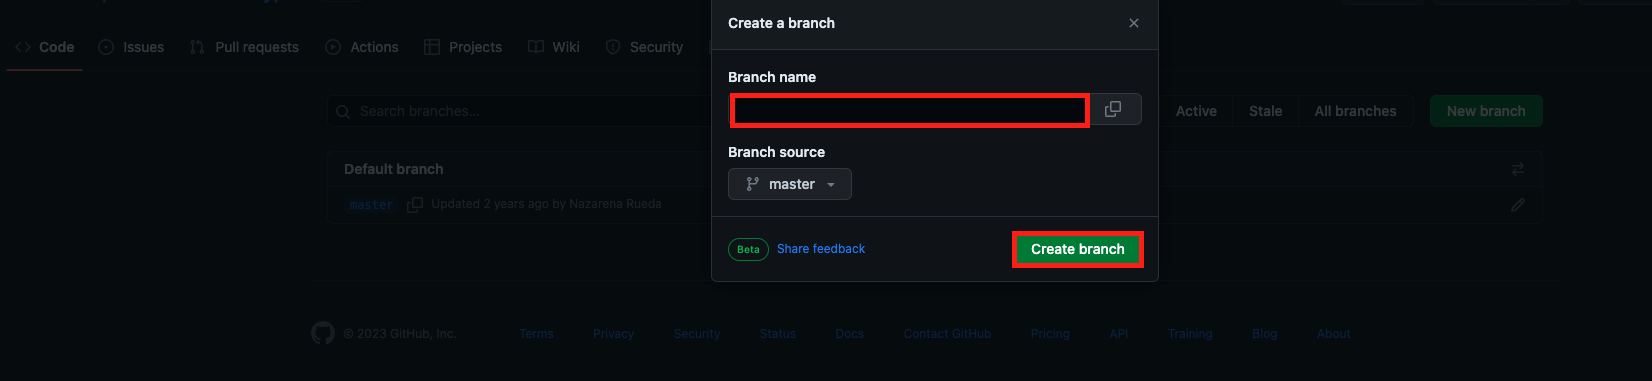 Create a branch
Code Issues Pull requests Actions Projects Wiki Security
Branch name
Search branches...
Active Stale All branches New branch
Branch source
Default branch
master
master Updated 2 years ago by Nazarena Rueda
Beta Share feedback Create branch
© 2023 GitHub, Inc. Terms Privacy Security Status Docs Contact GitHub Pricing API Training Blog About